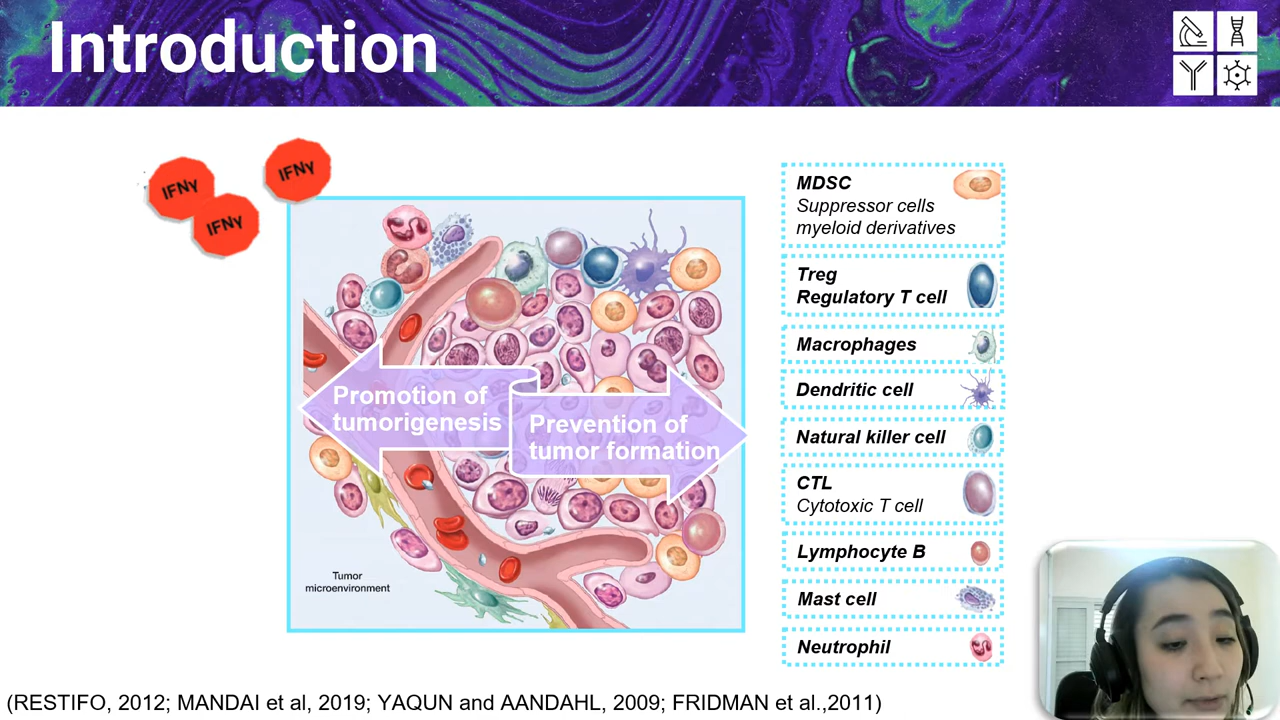 Introduction
IFNγ
IFNγ
IFNγ
Promotion of
tumorigenesis
Prevention of
tumor formation
Tumor
microenvironment
MDSC
Suppressor cells
myeloid derivatives
Treg
Regulatory T cell
Macrophages
Dendritic cell
Natural killer cell
CTL
Cytotoxic T cell
Lymphocyte B
Mast cell
Neutrophil
(RESTIFO, 2012; MANDAI et al, 2019; YAQUN and AANDAHL, 2009; FRIDMAN et al.,2011)